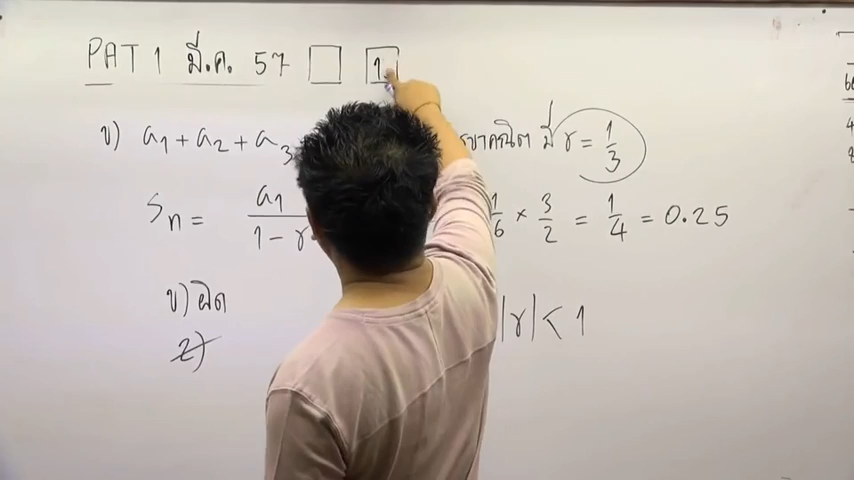 PAT 1 มี.ค. 57 1
ข) a₁ + a₂ + a₃ ขาคณิต มี r = 1/3
Sn = a₁/(1 - r 1/6 × 3/2 = 1/4 = 0.25
ข) ผิด |r| < 1
2)